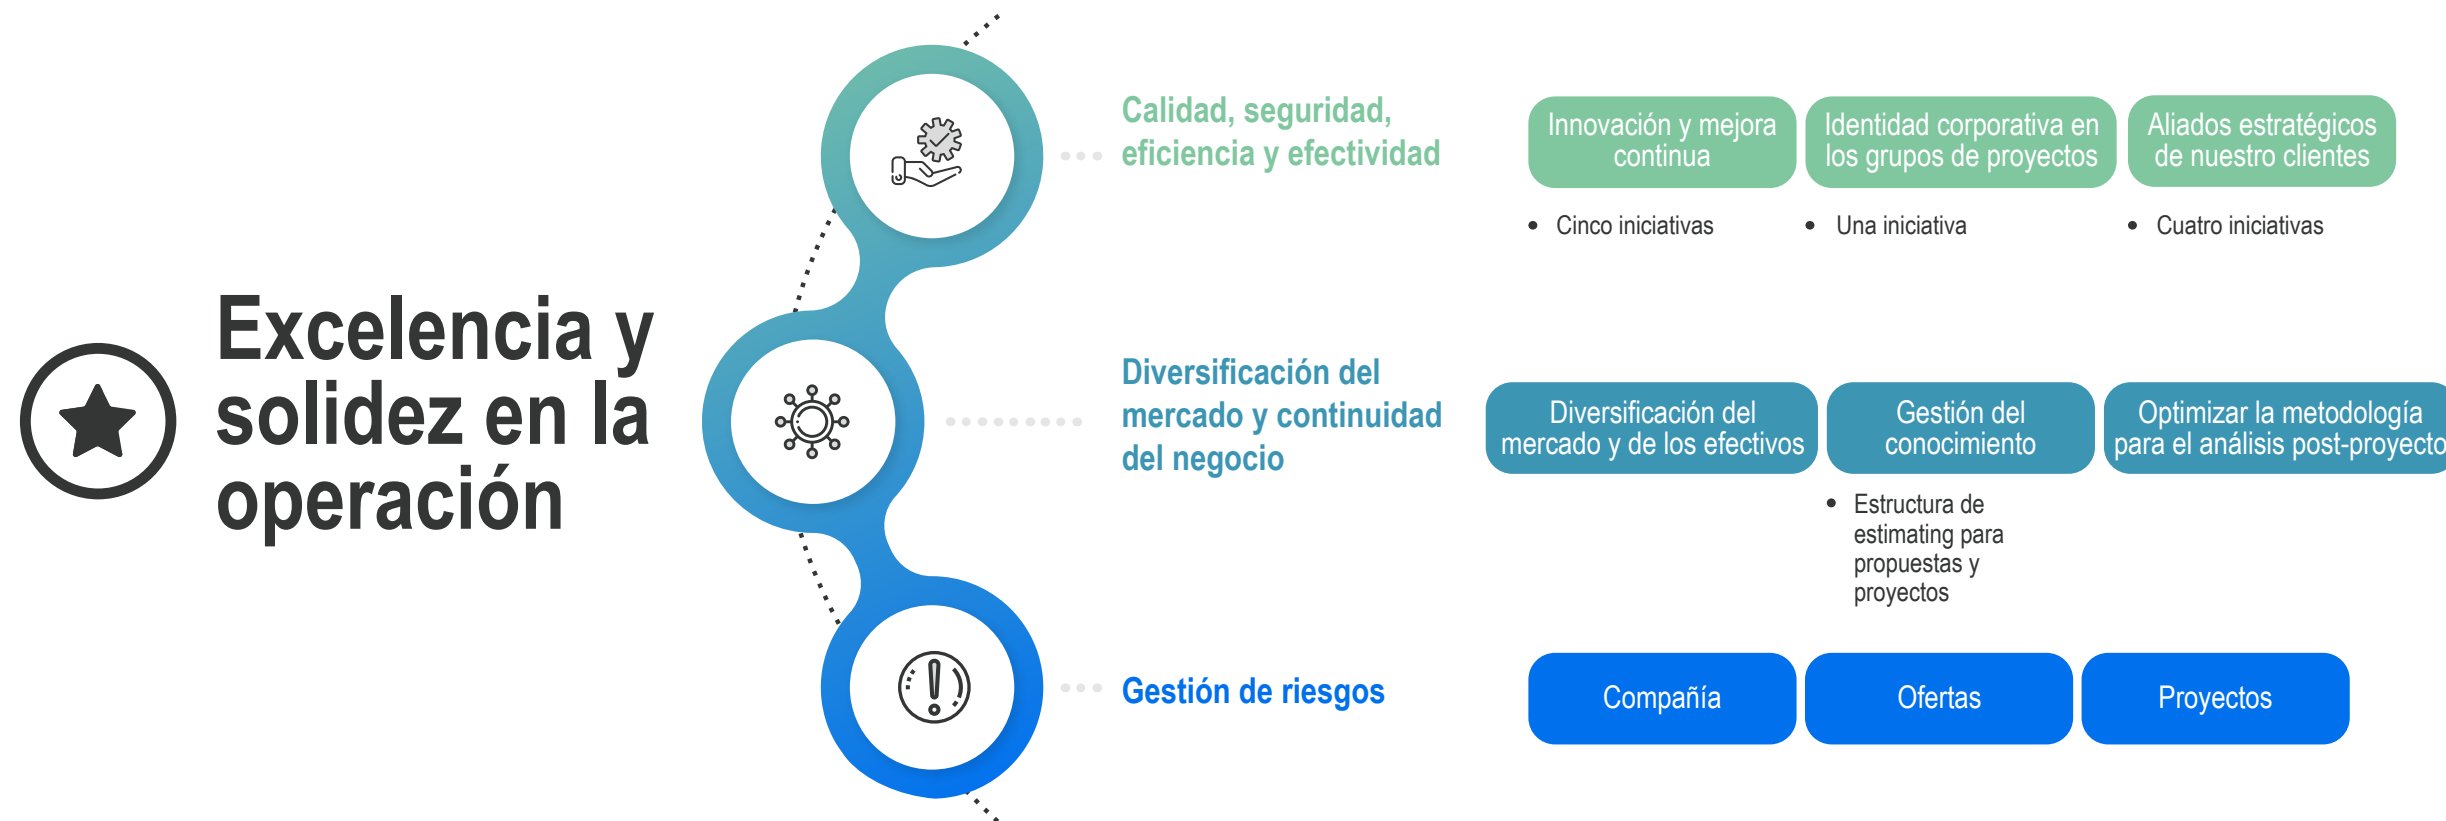 Excelencia y
solidez en la
operación
Calidad, seguridad,
eficiencia y efectividad
Innovación y mejora
continua
• Cinco iniciativas
Identidad corporativa en
los grupos de proyectos
• Una iniciativa
Aliados estratégicos
de nuestro clientes
• Cuatro iniciativas
Diversificación del
mercado y continuidad
del negocio
Diversificación del
mercado y de los efectivos
Gestión del
conocimiento
• Estructura de
estimating para
propuestas y
proyectos
Optimizar la metodología
para el análisis post-proyecto
Gestión de riesgos
Compañía
Ofertas
Proyectos